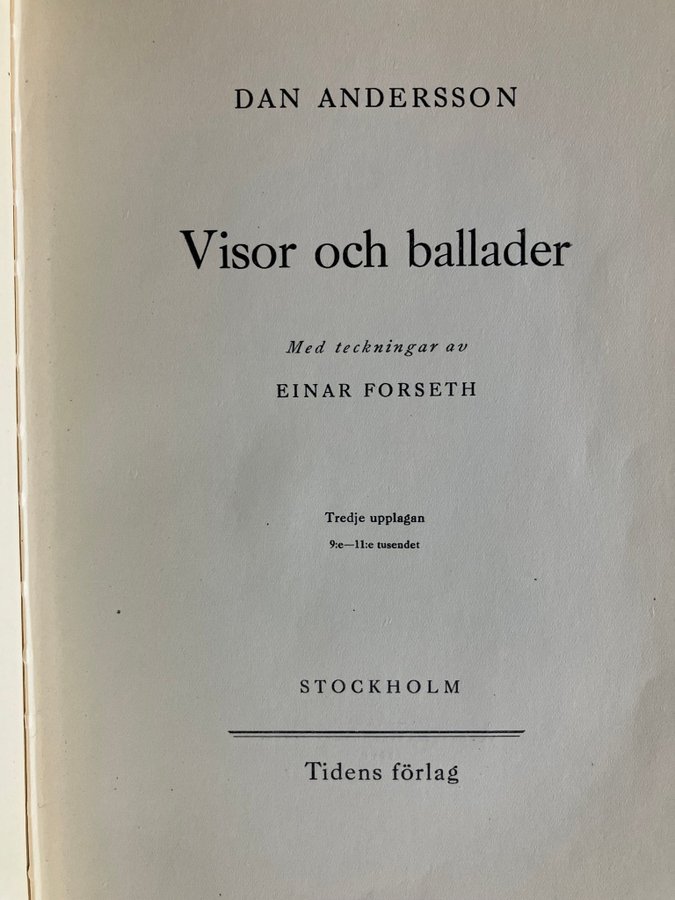 DAN ANDERSSON
Visor och ballader
Med teckningar av
EINAR FORSETH
Tredje upplagan
9:e—11:e tusendet
STOCKHOLM
Tidens förlag